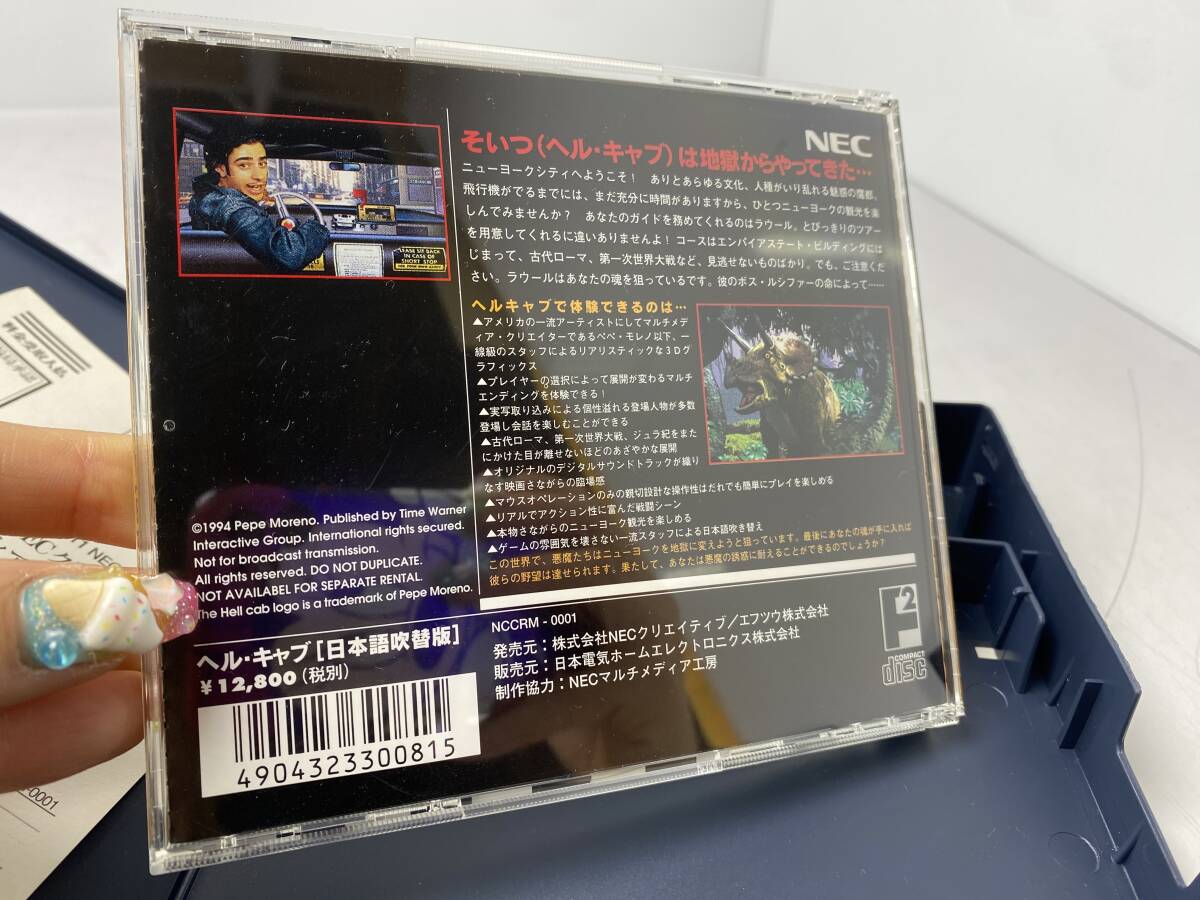 NEC
そいつ(ヘル・キャブ)は地獄からやってきた…
ニューヨークシティへようこそ! ありとあらゆる文化、人種がいり乱れる魅惑の魔都。
飛行機がでるまでには、まだ充分に時間がありますから、ひとつニューヨークの観光を楽
しんでみませんか? あなたのガイドを務めてくれるのはラウール。とびっきりのツアー
を用意してくれるに違いありませんよ! コースはエンパイアステート・ビルディングには
じまって、古代ローマ、第一次世界大戦など、見逃せないものばかり。でも、ご注意くだ
さい。ラウールはあなたの魂を狙っているです。彼のボス・ルシファーの命によって……
PLEASE SIT BACK
IN CASE OF
SHORT STOP
ヘルキャブで体験できるのは…
▲アメリカの一流アーティストにしてマルチメデ
ィア・クリエイターであるペペ・モレノ以下、一
線級のスタッフによるリアリスティックな3Dグ
ラフィックス
▲プレイヤーの選択によって展開が変わるマルチ
エンディングを体験できる!
▲実写取り込みによる個性溢れる登場人物が多数
登場し会話を楽しむことができる
▲古代ローマ、第一次世界大戦、ジュラ紀をまた
にかけた目が離せないほどのあざやかな展開
▲オリジナルのデジタルサウンドトラックが織り
なす映画さながらの臨場感
▲マウスオペレーションのみの親切設計な操作性はだれでも簡単にプレイを楽しめる
▲リアルでアクション性に富んだ戦闘シーン
▲本物さながらのニューヨーク観光を楽しめる
▲ゲームの雰囲気を壊さない一流スタッフによる日本語吹き替え
この世界で、悪魔たちはニューヨークを地獄に変えようと狙っています。最後にあなたの魂が手に入れば
彼らの野望は達せられます。果たして、あなたは悪魔の誘惑に耐えることができるのでしょうか?
©1994 Pepe Moreno. Published by Time Warner
Interactive Group. International rights secured.
Not for broadcast transmission.
All rights reserved. DO NOT DUPLICATE.
NOT AVAILABEL FOR SEPARATE RENTAL.
The Hell cab logo is a trademark of Pepe Moreno.
ヘル・キャブ[日本語吹替版]
¥12,800(税別)
4904323300815
NCCRM-0001
発売元:株式会社NECクリエイティブ/エフツウ株式会社
販売元:日本電気ホームエレクトロニクス株式会社
制作協力:NECマルチメディア工房
F2
COMPACT
disc
料金受取人払
0001